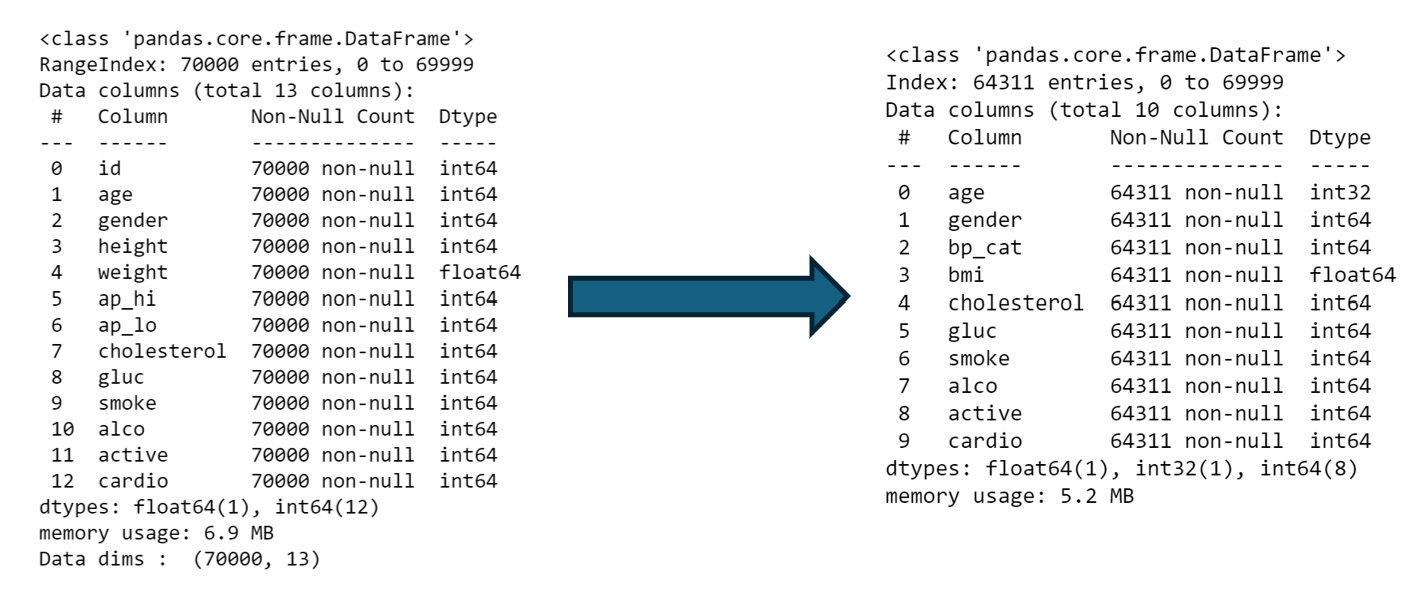 <class 'pandas.core.frame.DataFrame'>
RangeIndex: 70000 entries, 0 to 69999
Data columns (total 13 columns):
 #   Column       Non-Null Count  Dtype
---  ------       --------------  -----
 0   id           70000 non-null  int64
 1   age          70000 non-null  int64
 2   gender       70000 non-null  int64
 3   height       70000 non-null  int64
 4   weight       70000 non-null  float64
 5   ap_hi        70000 non-null  int64
 6   ap_lo        70000 non-null  int64
 7   cholesterol  70000 non-null  int64
 8   gluc         70000 non-null  int64
 9   smoke        70000 non-null  int64
 10  alco         70000 non-null  int64
 11  active       70000 non-null  int64
 12  cardio       70000 non-null  int64
dtypes: float64(1), int64(12)
memory usage: 6.9 MB
Data dims :  (70000, 13)
<class 'pandas.core.frame.DataFrame'>
Index: 64311 entries, 0 to 69999
Data columns (total 10 columns):
 #   Column       Non-Null Count  Dtype
---  ------       --------------  -----
 0   age          64311 non-null  int32
 1   gender       64311 non-null  int64
 2   bp_cat       64311 non-null  int64
 3   bmi          64311 non-null  float64
 4   cholesterol  64311 non-null  int64
 5   gluc         64311 non-null  int64
 6   smoke        64311 non-null  int64
 7   alco         64311 non-null  int64
 8   active       64311 non-null  int64
 9   cardio       64311 non-null  int64
dtypes: float64(1), int32(1), int64(8)
memory usage: 5.2 MB